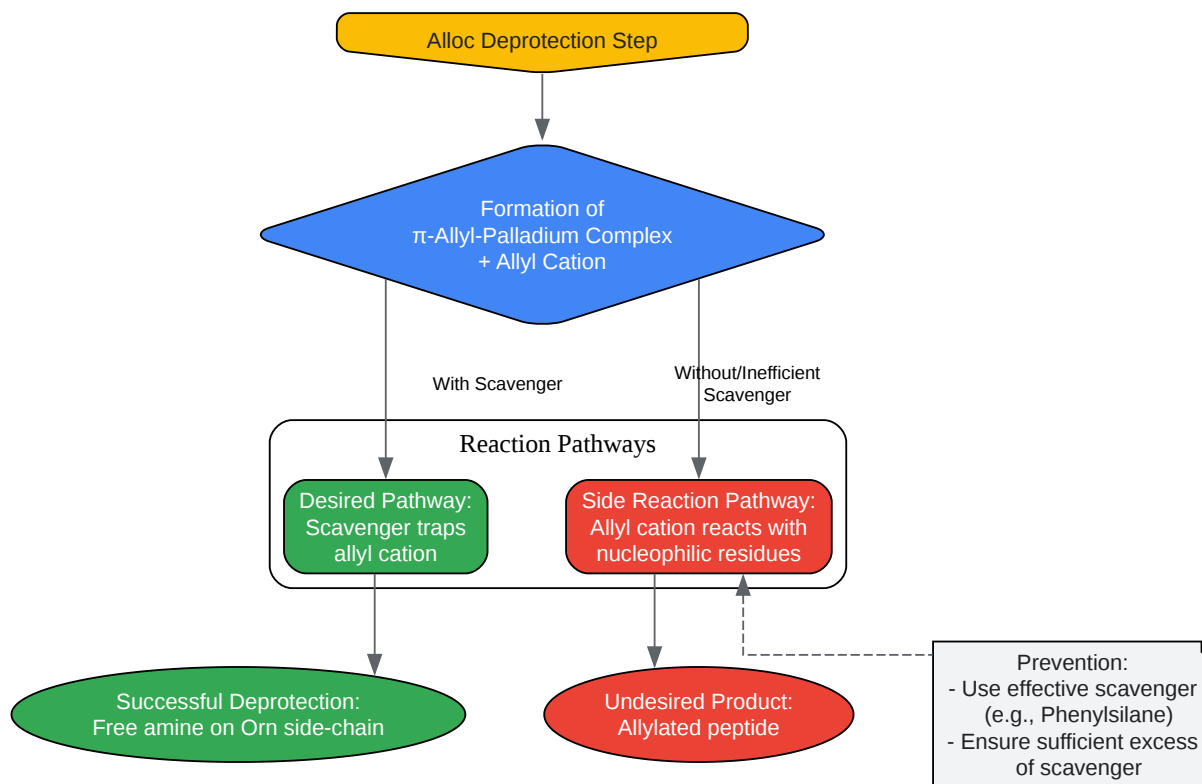 Alloc Deprotection Step
Formation of
π-Allyl-Palladium Complex
+ Allyl Cation
With Scavenger
Without/Inefficient
Scavenger
Reaction Pathways
Desired Pathway:
Scavenger traps
allyl cation
Side Reaction Pathway:
Allyl cation reacts with
nucleophilic residues
Successful Deprotection:
Free amine on Orn side-chain
Undesired Product:
Allylated peptide
Prevention:
- Use effective scavenger
(e.g., Phenylsilane)
- Ensure sufficient excess
of scavenger